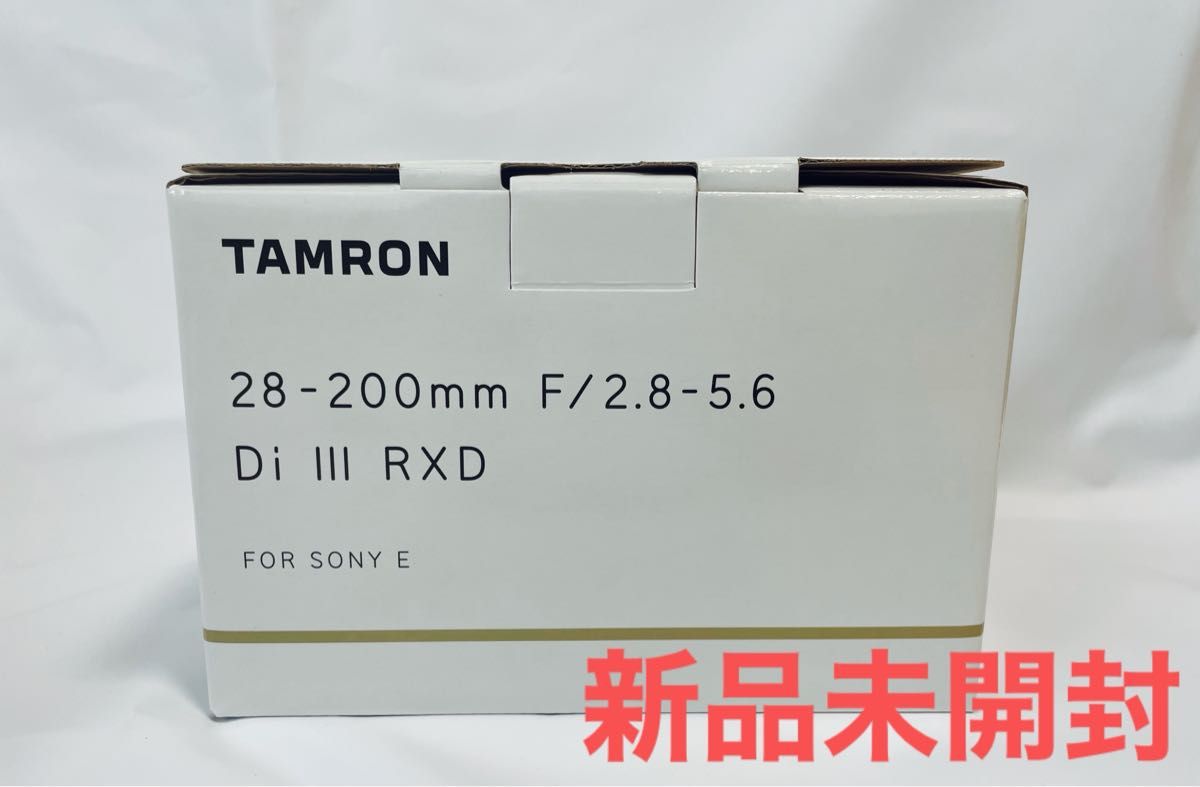 TAMRON
28-200mm F/2.8-5.6
Di III RXD
FOR SONY E
新品未開封